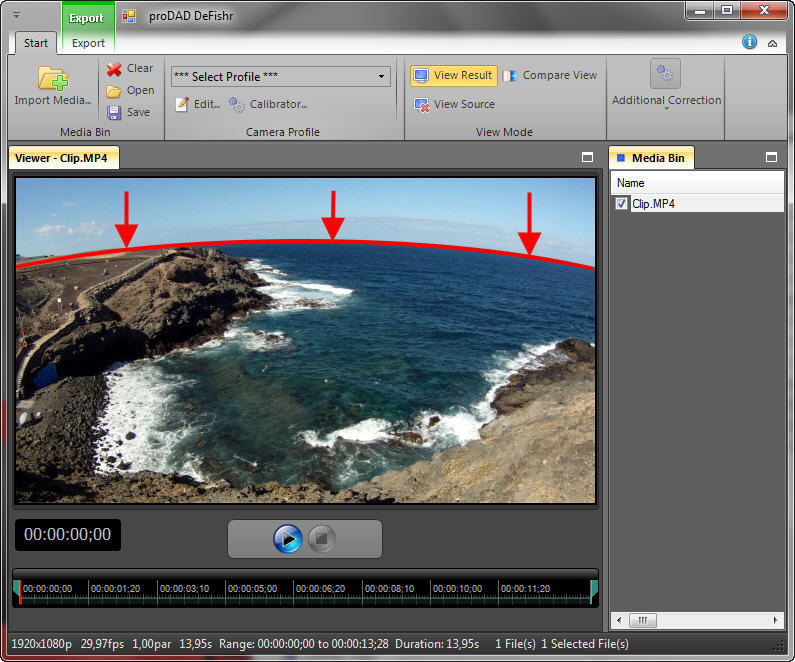 Export
proDAD DeFishr
Start
Export
Import Media...
Clear
Open
Save
Media Bin
*** Select Profile ***
Edit...
Calibrator...
Camera Profile
View Result
Compare View
View Source
View Mode
Additional Correction
Viewer - Clip.MP4
Media Bin
Name
Clip.MP4
00:00:00;00
00:00:00;00 00:00:01;20 00:00:03;10 00:00:05;00 00:00:06;20 00:00:08;10 00:00:10;00 00:00:11;20
1920x1080p 29,97fps 1,00par 13,95s Range: 00:00:00;00 to 00:00:13;28 Duration: 13,95s 1 File(s) 1 Selected File(s)